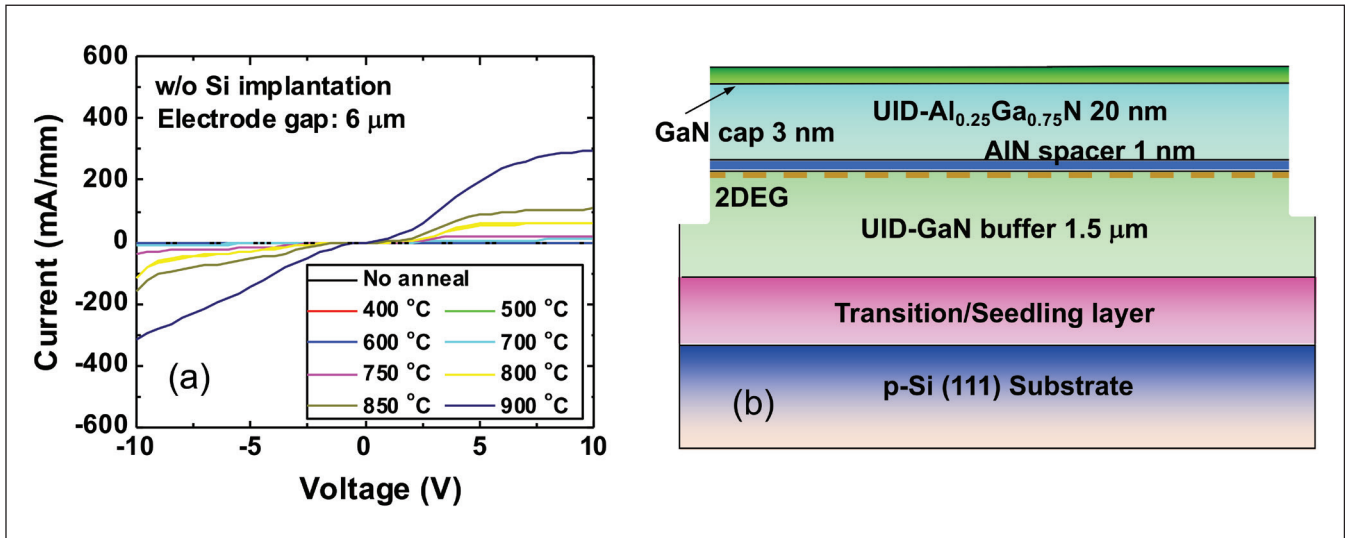 600
400
200
0
-200
-400
-600
Current (mA/mm)
w/o Si implantation
Electrode gap: 6 μm
No anneal
400 °C
500 °C
600 °C
700 °C
750 °C
800 °C
850 °C
900 °C
(a)
-10
-5
0
5
10
Voltage (V)
UID-Al0.25Ga0.75N 20 nm
GaN cap 3 nm
AlN spacer 1 nm
2DEG
UID-GaN buffer 1.5 μm
Transition/Seedling layer
p-Si (111) Substrate
(b)